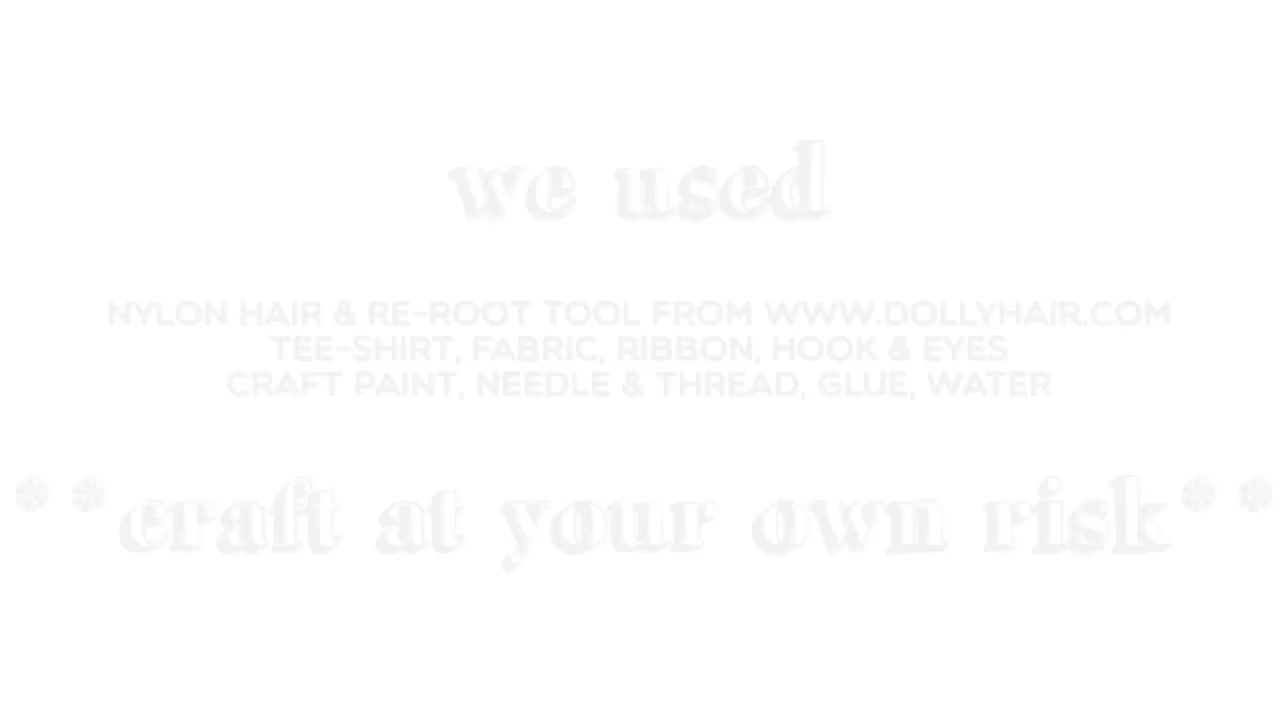 we used
NYLON HAIR & RE-ROOT TOOL FROM WWW.DOLLYHAIR.COM
TEE-SHIRT, FABRIC, RIBBON, HOOK & EYES
CRAFT PAINT, NEEDLE & THREAD, GLUE, WATER
**craft at your own risk**